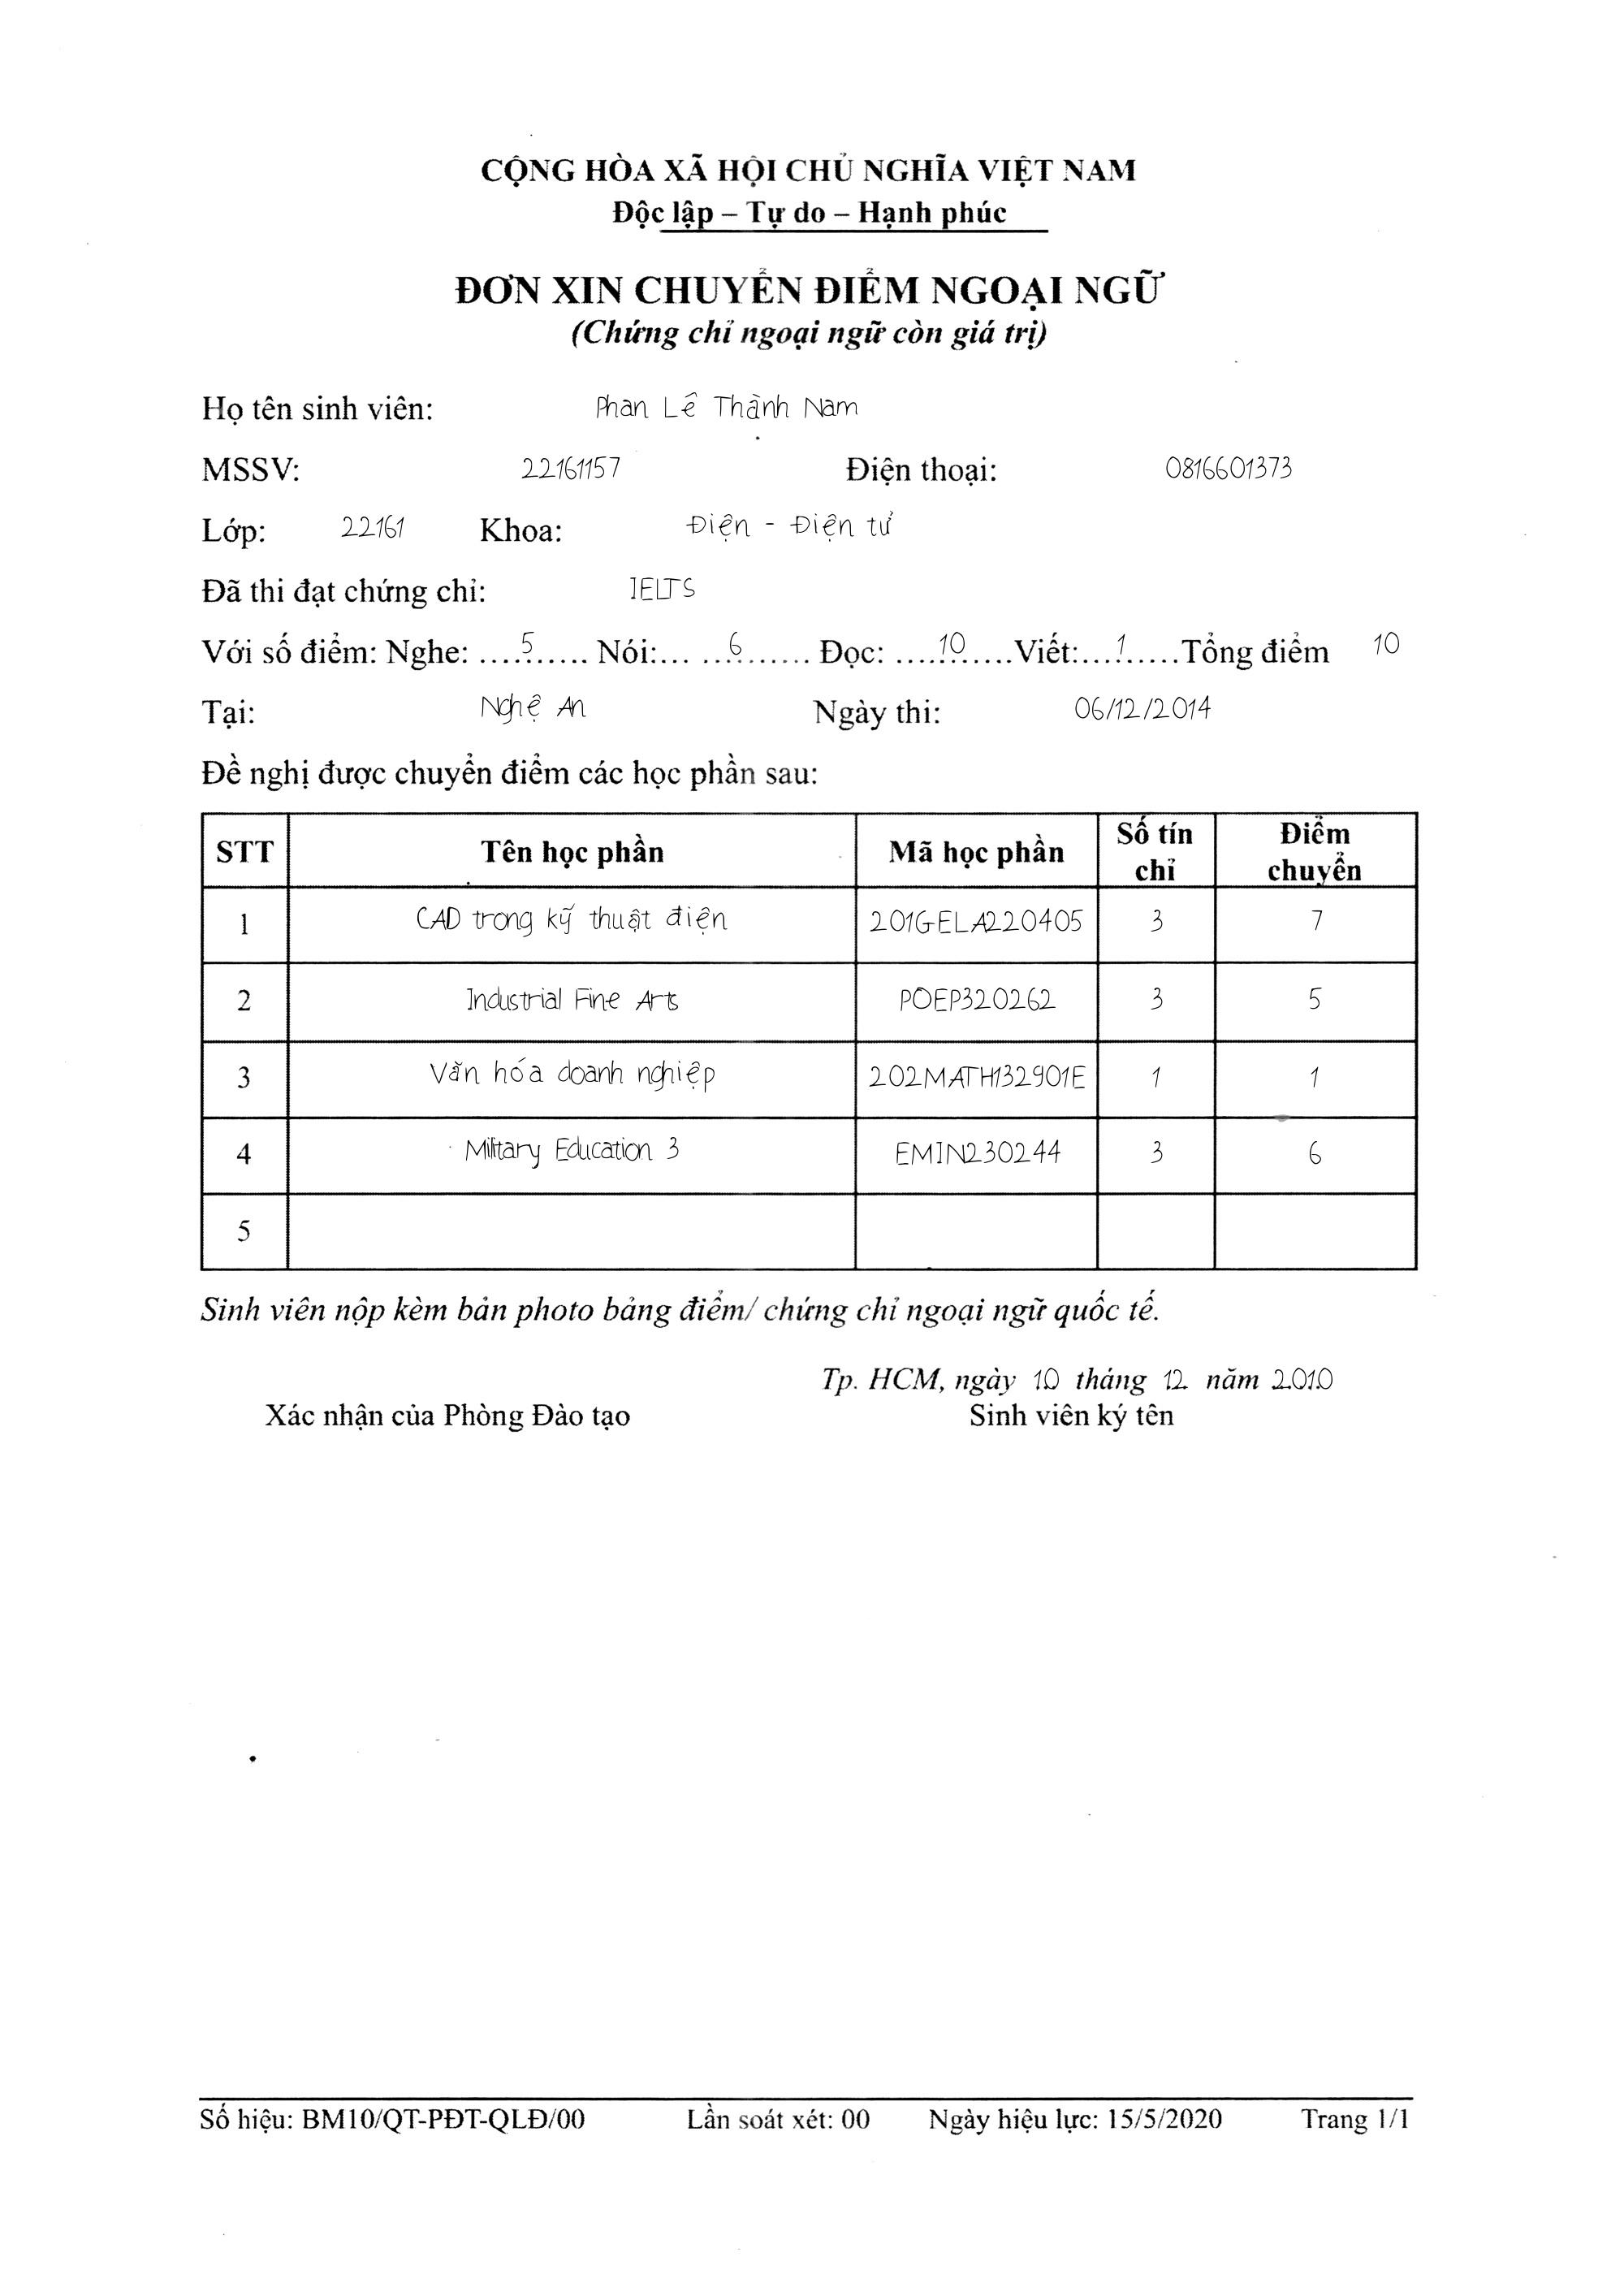 CỘNG HÒA XÃ HỘI CHỦ NGHĨA VIỆT NAM
Độc lập – Tự do – Hạnh phúc
ĐƠN XIN CHUYỂN ĐIỂM NGOẠI NGỮ
(Chứng chỉ ngoại ngữ còn giá trị)
Họ tên sinh viên: Phan Lê Thành Nam
MSSV: 22161157 Điện thoại: 0816601373
Lớp: 22161 Khoa: Điện - Điện tử
Đã thi đạt chứng chỉ: IELTS
Với số điểm: Nghe: ....5...... Nói:... ...6....... Đọc: ....10.....Viết:...1.....Tổng điểm 10
Tại: Nghệ An Ngày thi: 06/12/2014
Đề nghị được chuyển điểm các học phần sau:
STT Tên học phần Mã học phần Số tín chỉ Điểm chuyển
1 CAD trong kỹ thuật điện 201GELA220405 3 7
2 Industrial Fine Arts POEP320262 3 5
3 Văn hóa doanh nghiệp 202MATH132901E 1 1
4 Military Education 3 EMIN230244 3 6
5
Sinh viên nộp kèm bản photo bảng điểm/ chứng chỉ ngoại ngữ quốc tế.
Tp. HCM, ngày 10 tháng 12 năm 2010
Xác nhận của Phòng Đào tạo Sinh viên ký tên
Số hiệu: BM10/QT-PĐT-QLĐ/00 Lần soát xét: 00 Ngày hiệu lực: 15/5/2020 Trang 1/1